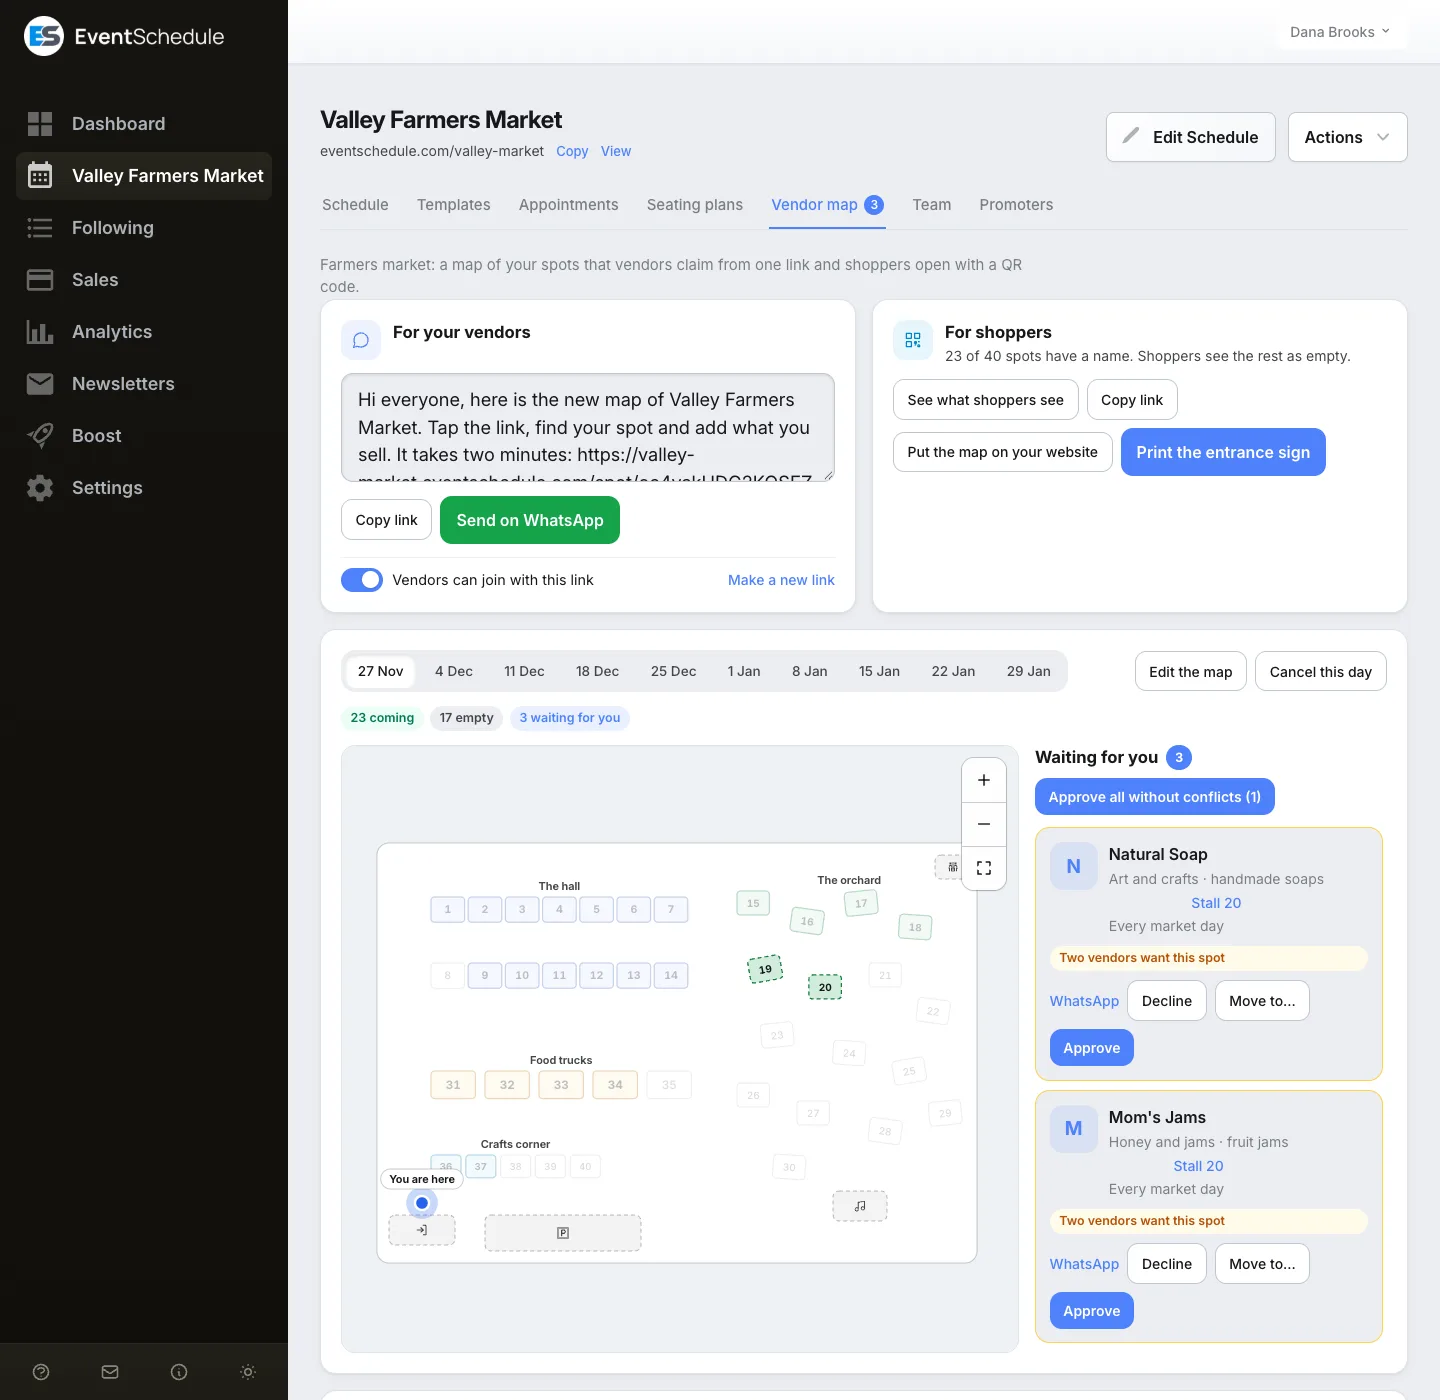 ES EventSchedule
Dashboard
Valley Farmers Market
Following
Sales
Analytics
Newsletters
Boost
Settings
Dana Brooks
Valley Farmers Market
eventschedule.com/valley-market Copy View
Edit Schedule
Actions
Schedule Templates Appointments Seating plans Vendor map 3 Team Promoters
Farmers market: a map of your spots that vendors claim from one link and shoppers open with a QR
code.
For your vendors
Hi everyone, here is the new map of Valley Farmers
Market. Tap the link, find your spot and add what you
sell. It takes two minutes: https://valley-
Copy link
Send on WhatsApp
Vendors can join with this link
Make a new link
For shoppers
23 of 40 spots have a name. Shoppers see the rest as empty.
See what shoppers see
Copy link
Put the map on your website
Print the entrance sign
27 Nov 4 Dec 11 Dec 18 Dec 25 Dec 1 Jan 8 Jan 15 Jan 22 Jan 29 Jan
Edit the map
Cancel this day
23 coming
17 empty
3 waiting for you
The hall
1 2 3 4 5 6 7
8 9 10 11 12 13 14
Food trucks
31 32 33 34 35
Crafts corner
36 37 38 39 40
You are here
P
The orchard
15 16 17 18
19 20 21
22
23 24 25
26 27 28 29
30
Waiting for you 3
Approve all without conflicts (1)
N
Natural Soap
Art and crafts · handmade soaps
Stall 20
Every market day
Two vendors want this spot
WhatsApp
Decline
Move to...
Approve
M
Mom's Jams
Honey and jams · fruit jams
Stall 20
Every market day
Two vendors want this spot
WhatsApp
Decline
Move to...
Approve